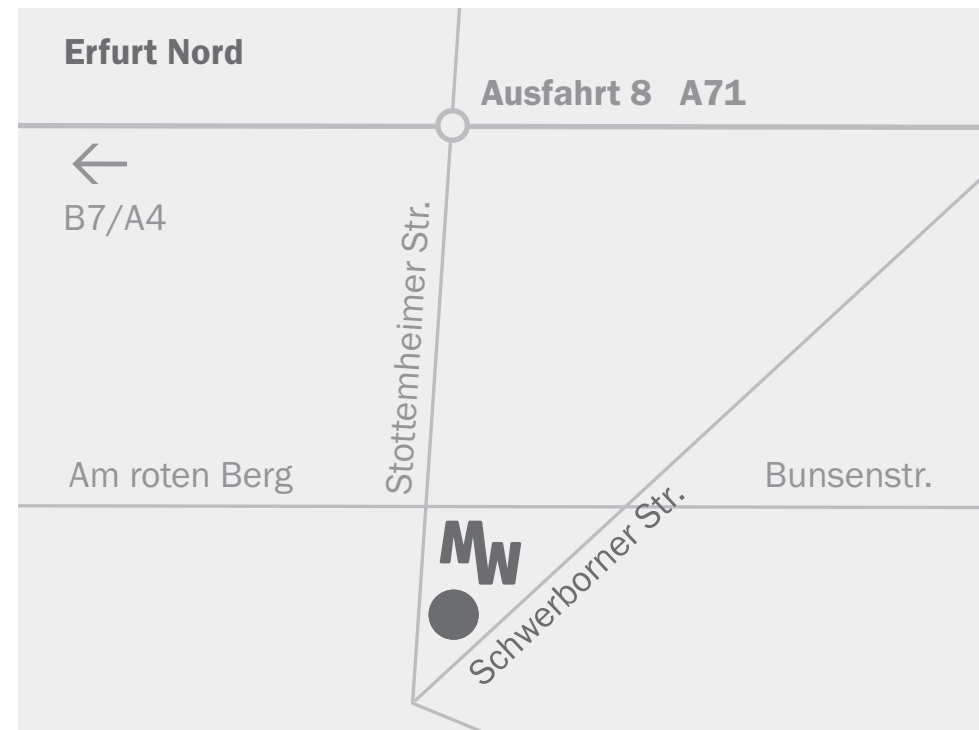 Erfurt Nord
Ausfahrt 8 A71
B7/A4
Stottemheimer Str.
Am roten Berg
Bunsenstr.
MW
Schwerborner Str.